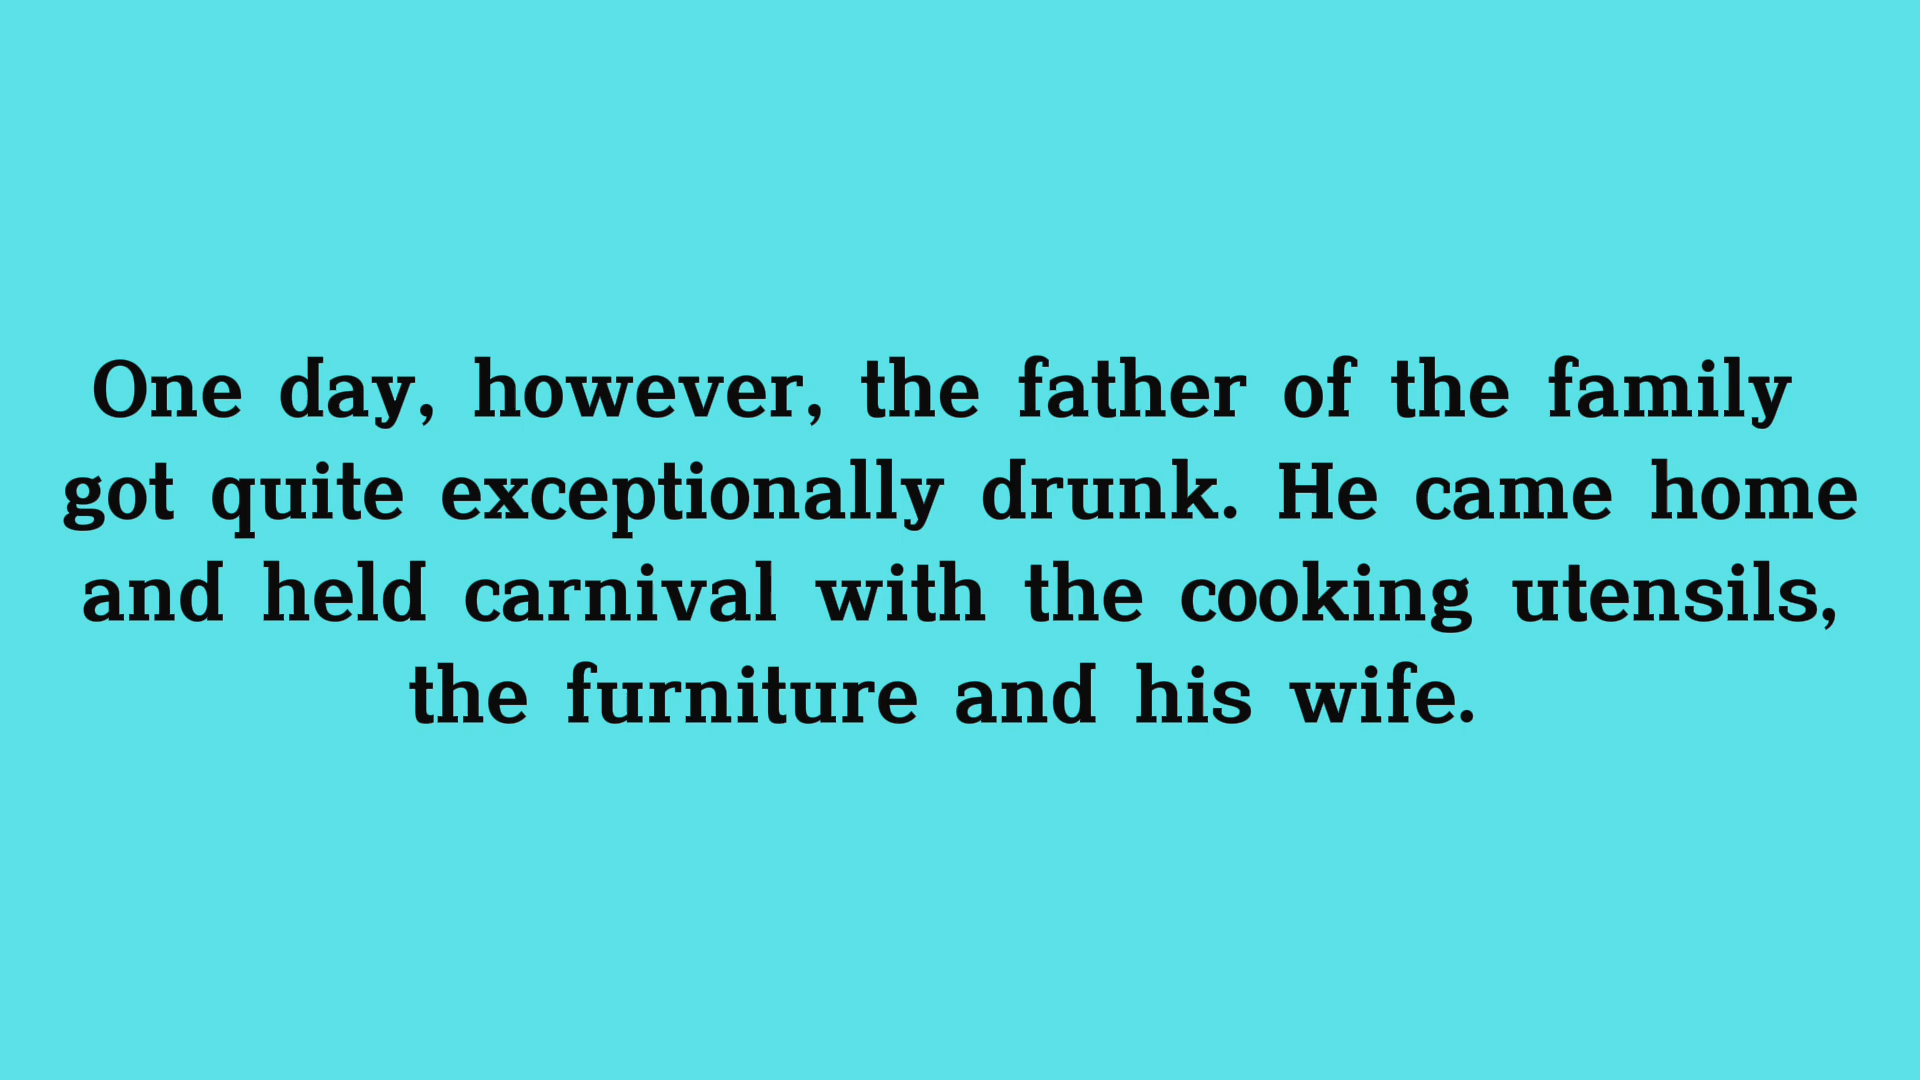 One day, however, the father of the family
got quite exceptionally drunk. He came home
and held carnival with the cooking utensils,
the furniture and his wife.